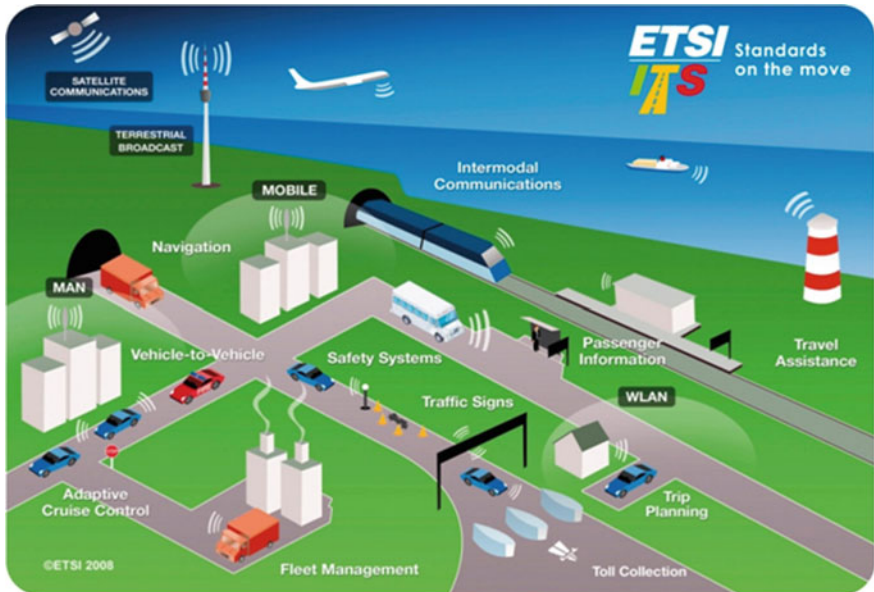 ETSI
ITS
Standards
on the move
SATELLITE
COMMUNICATIONS
TERRESTRIAL
BROADCAST
Intermodal
Communications
MOBILE
Navigation
MAN
Vehicle-to-Vehicle
Safety Systems
Passenger
Information
Travel
Assistance
Traffic Signs
WLAN
Adaptive
Cruise Control
Trip
Planning
©ETSI 2008
Fleet Management
Toll Collection